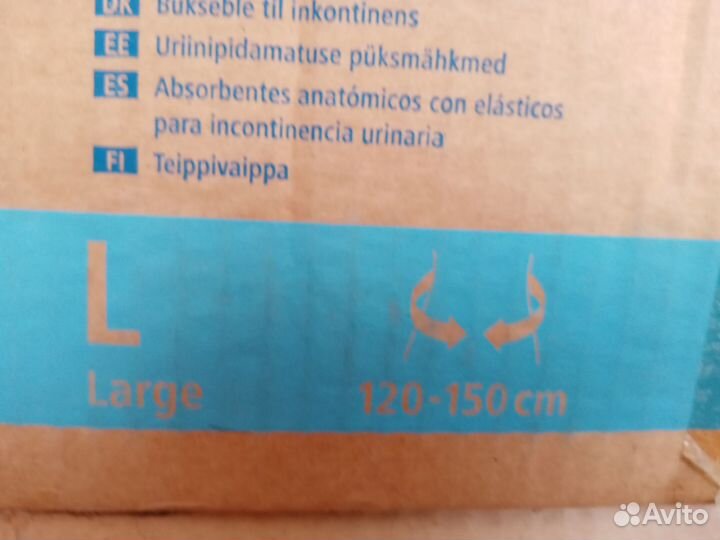 DK Bukseble til inkontinens
EE Uriinipidamatuse püksmähkmed
ES Absorbentes anatómicos con elásticos
para incontinencia urinaria
FI Teippivaippa
L
Large
120-150 cm
Avito